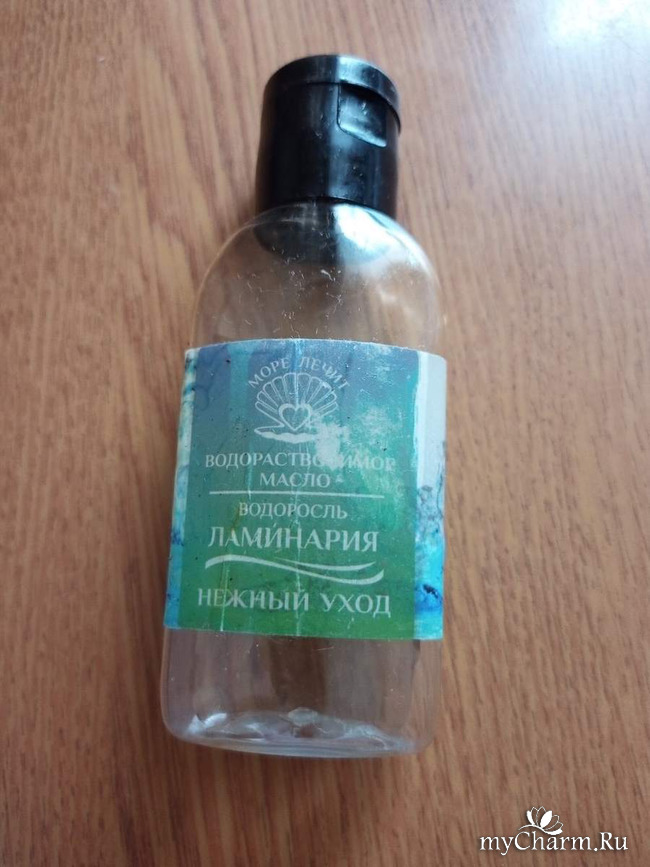 МОРЕ ЛЕЧИТ
ВОДОРАСТВОРИМОЕ
МАСЛО
ВОДОРОСЛЬ
ЛАМИНАРИЯ
НЕЖНЫЙ УХОД
myCharm.Ru